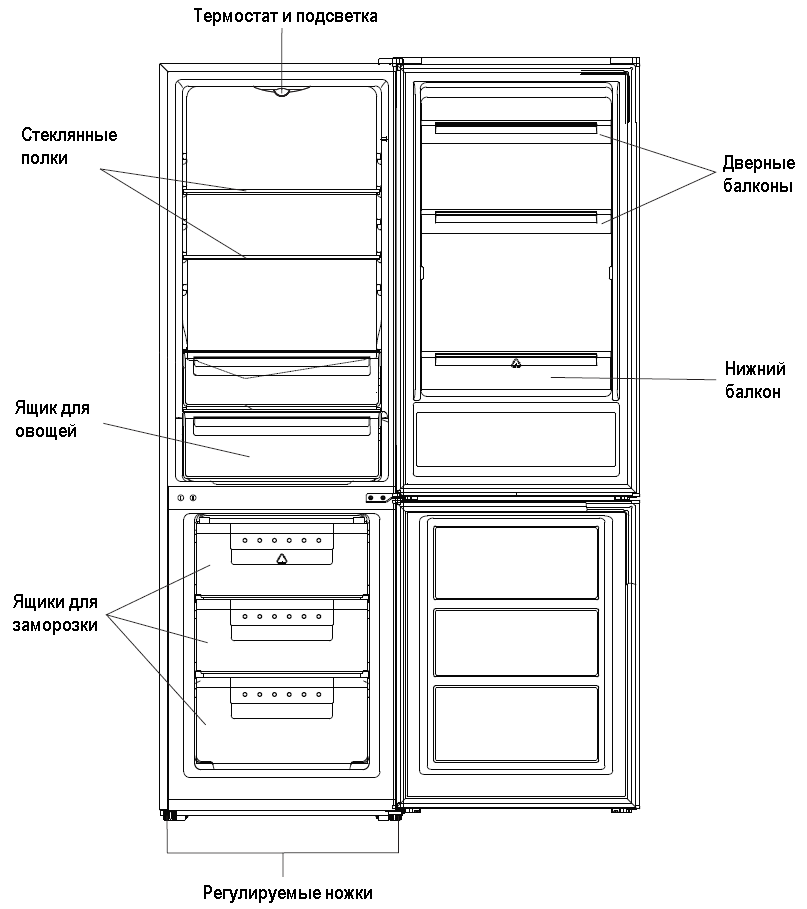 Термостат и подсветка
Стеклянные
полки
Дверные
балконы
Нижний
балкон
Ящик для
овощей
Ящики для
заморозки
Регулируемые ножки